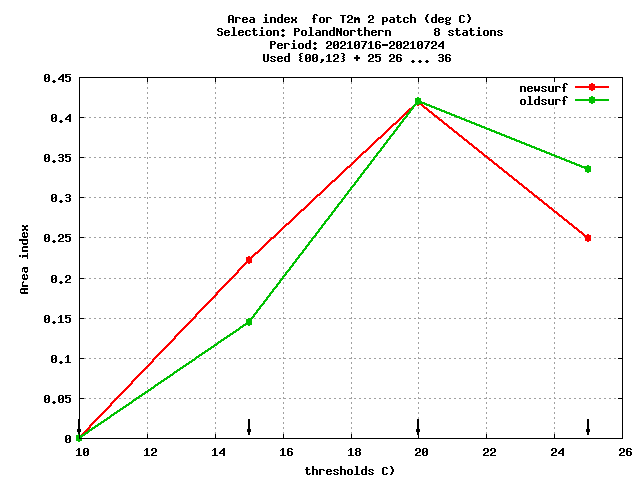 Area index  for T2m 2 patch (deg C)
Selection: PolandNorthern      8 stations
Period: 20210716-20210724
Used {00,12} + 25 26 ... 36
newsurf
oldsurf
0.45
0.4
0.35
0.3
0.25
0.2
0.15
0.1
0.05
0
Area index
10 12 14 16 18 20 22 24 26
thresholds C)